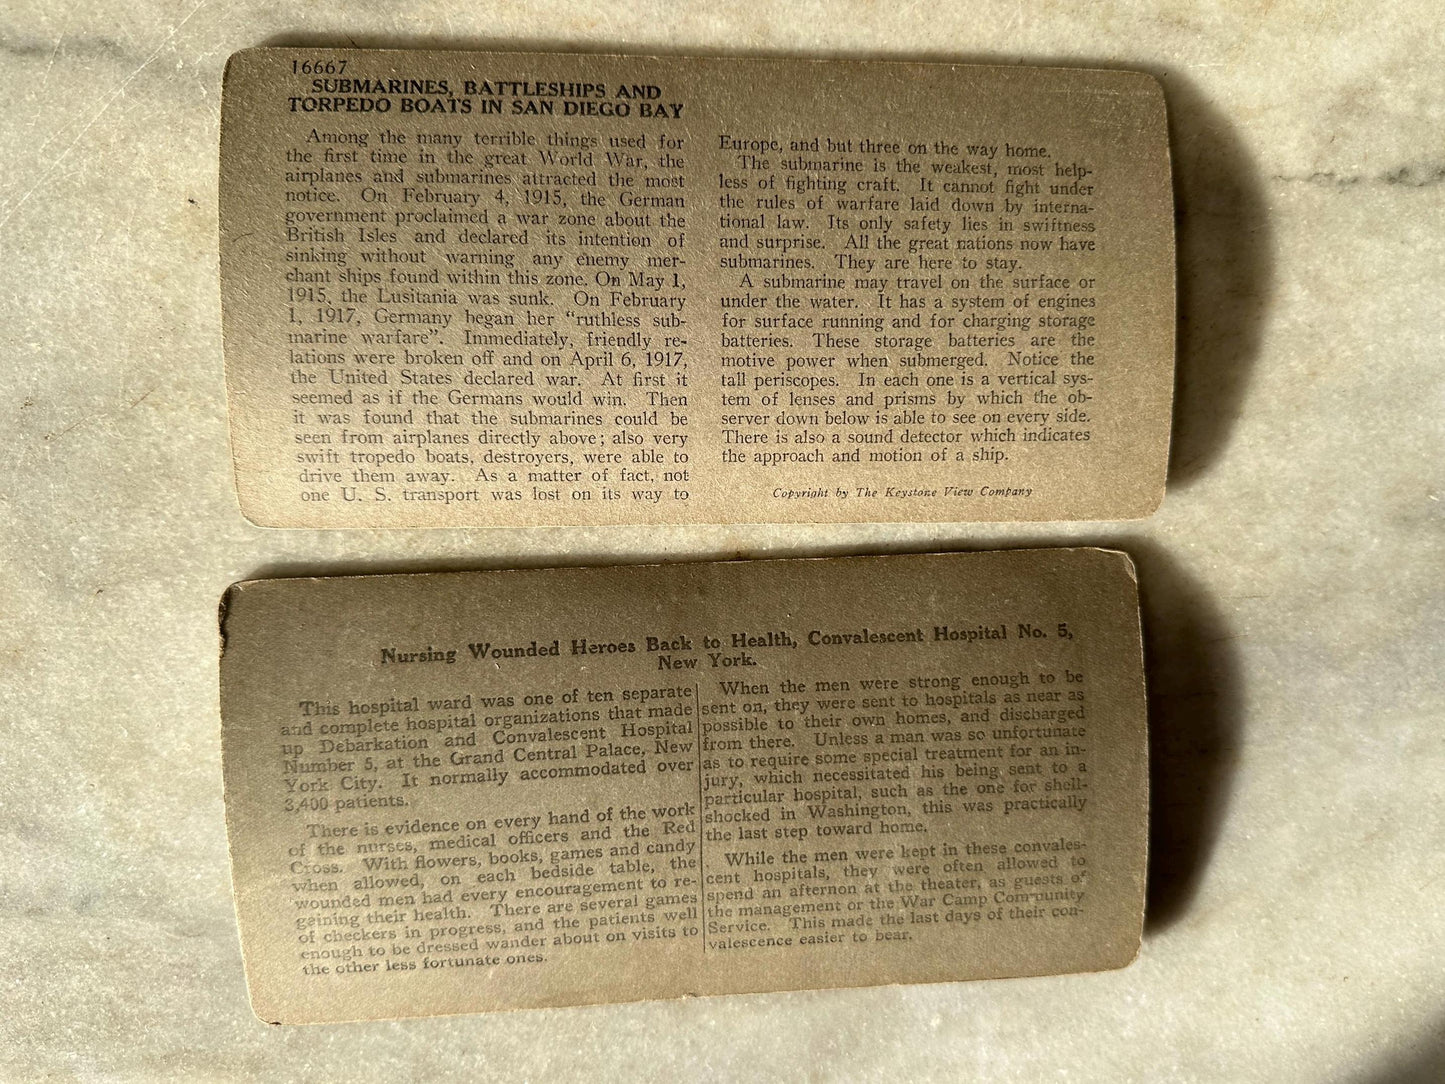 16667
SUBMARINES, BATTLESHIPS AND
TORPEDO BOATS IN SAN DIEGO BAY
Among the many terrible things used for
the first time in the great World War, the
airplanes and submarines attracted the most
notice. On February 4, 1915, the German
government proclaimed a war zone about the
British Isles and declared its intention of
sinking without warning any enemy mer-
chant ships found within this zone. On May 1,
1915, the Lusitania was sunk. On February
1, 1917, Germany began her "ruthless sub-
marine warfare". Immediately, friendly re-
lations were broken off and on April 6, 1917,
the United States declared war. At first it
seemed as if the Germans would win. Then
it was found that the submarines could be
seen from airplanes directly above; also very
swift tropedo boats, destroyers, were able to
drive them away. As a matter of fact, not
one U. S. transport was lost on its way to
Europe, and but three on the way home.
The submarine is the weakest, most help-
less of fighting craft. It cannot fight under
the rules of warfare laid down by interna-
tional law. Its only safety lies in swiftness
and surprise. All the great nations now have
submarines. They are here to stay.
A submarine may travel on the surface or
under the water. It has a system of engines
for surface running and for charging storage
batteries. These storage batteries are the
motive power when submerged. Notice the
tall periscopes. In each one is a vertical sys-
tem of lenses and prisms by which the ob-
server down below is able to see on every side.
There is also a sound detector which indicates
the approach and motion of a ship.
Copyright by The Keystone View Company
Nursing Wounded Heroes Back to Health, Convalescent Hospital No. 5,
New York.
This hospital ward was one of ten separate
and complete hospital organizations that made
up Debarkation and Convalescent Hospital
Number 5, at the Grand Central Palace, New
York City. It normally accommodated over
3,400 patients.
There is evidence on every hand of the work
of the nurses, medical officers and the Red
Cross. With flowers, books, games and candy
when allowed, on each bedside table, the
wounded men had every encouragement to re-
gaining their health. There are several games
of checkers in progress, and the patients well
enough to be dressed wander about on visits to
the other less fortunate ones.
When the men were strong enough to be
sent on, they were sent to hospitals as near as
possible to their own homes, and discharged
from there. Unless a man was so unfortunate
as to require some special treatment for an in-
jury, which necessitated his being sent to a
particular hospital, such as the one for shell-
shocked in Washington, this was practically
the last step toward home.
While the men were kept in these convales-
cent hospitals, they were often allowed to
spend an afternon at the theater, as guests of
the management or the War Camp Community
Service. This made the last days of their con-
valescence easier to bear.